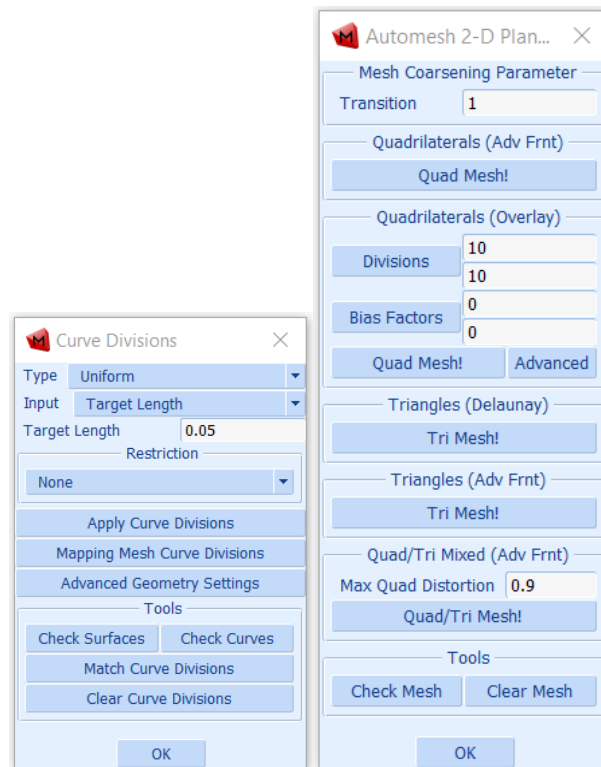 Curve Divisions
Type Uniform
Input Target Length
Target Length 0.05
Restriction
None
Apply Curve Divisions
Mapping Mesh Curve Divisions
Advanced Geometry Settings
Tools
Check Surfaces Check Curves
Match Curve Divisions
Clear Curve Divisions
OK
Automesh 2-D Plan...
Mesh Coarsening Parameter
Transition 1
Quadrilaterals (Adv Frnt)
Quad Mesh!
Quadrilaterals (Overlay)
Divisions 10
10
Bias Factors 0
0
Quad Mesh! Advanced
Triangles (Delaunay)
Tri Mesh!
Triangles (Adv Frnt)
Tri Mesh!
Quad/Tri Mixed (Adv Frnt)
Max Quad Distortion 0.9
Quad/Tri Mesh!
Tools
Check Mesh Clear Mesh
OK